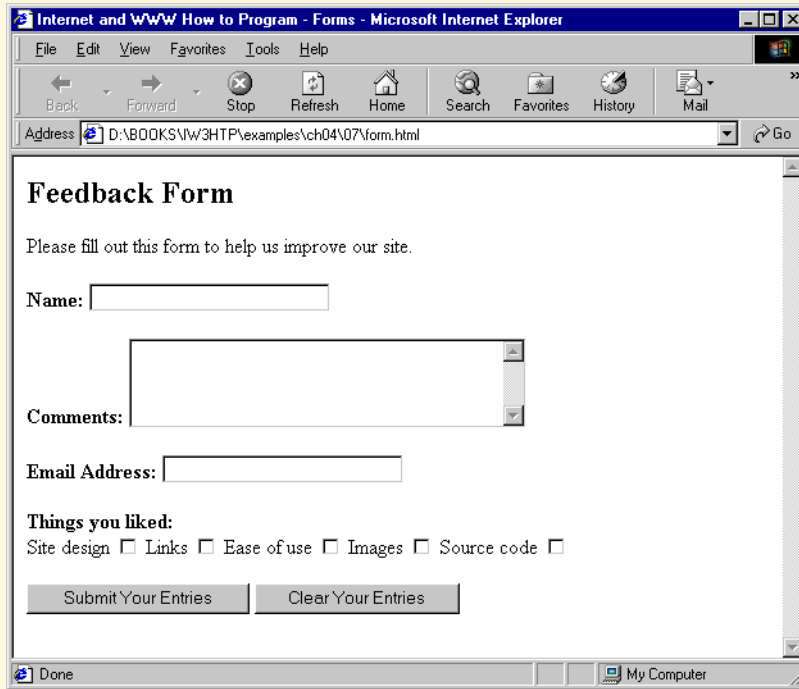 Internet and WWW How to Program - Forms - Microsoft Internet Explorer
File Edit View Favorites Tools Help
Back Forward Stop Refresh Home Search Favorites History Mail »
Address D:\BOOKS\IW3HTP\examples\ch04\07\form.html Go
Feedback Form
Please fill out this form to help us improve our site.
Name:
Comments:
Email Address:
Things you liked:
Site design Links Ease of use Images Source code
Submit Your Entries Clear Your Entries
Done My Computer